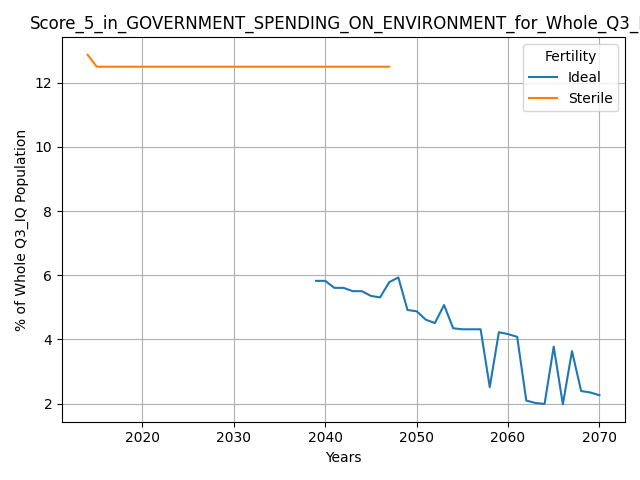 Score_5_in_GOVERNMENT_SPENDING_ON_ENVIRONMENT_for_Whole_Q3_
Fertility
Ideal
Sterile
% of Whole Q3_IQ Population
12
10
8
6
4
2
2020 2030 2040 2050 2060 2070
Years